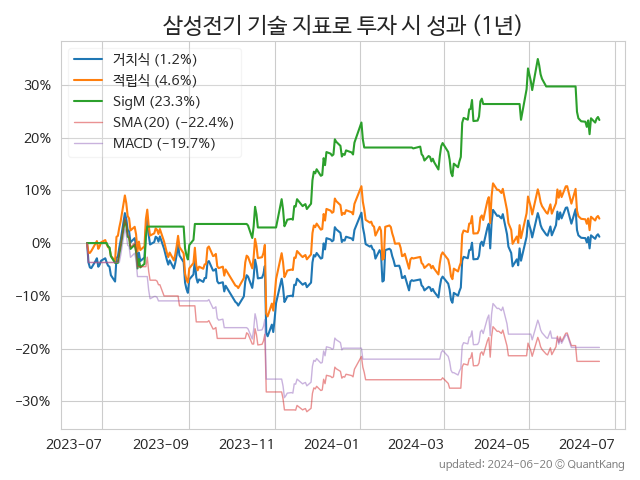 삼성전기 기술 지표로 투자 시 성과 (1년)
거치식 (1.2%)
적립식 (4.6%)
SigM (23.3%)
SMA(20) (−22.4%)
MACD (−19.7%)
30%
20%
10%
0%
−10%
−20%
−30%
2023-07 2023-09 2023-11 2024-01 2024-03 2024-05 2024-07
updated: 2024-06-20 © QuantKang